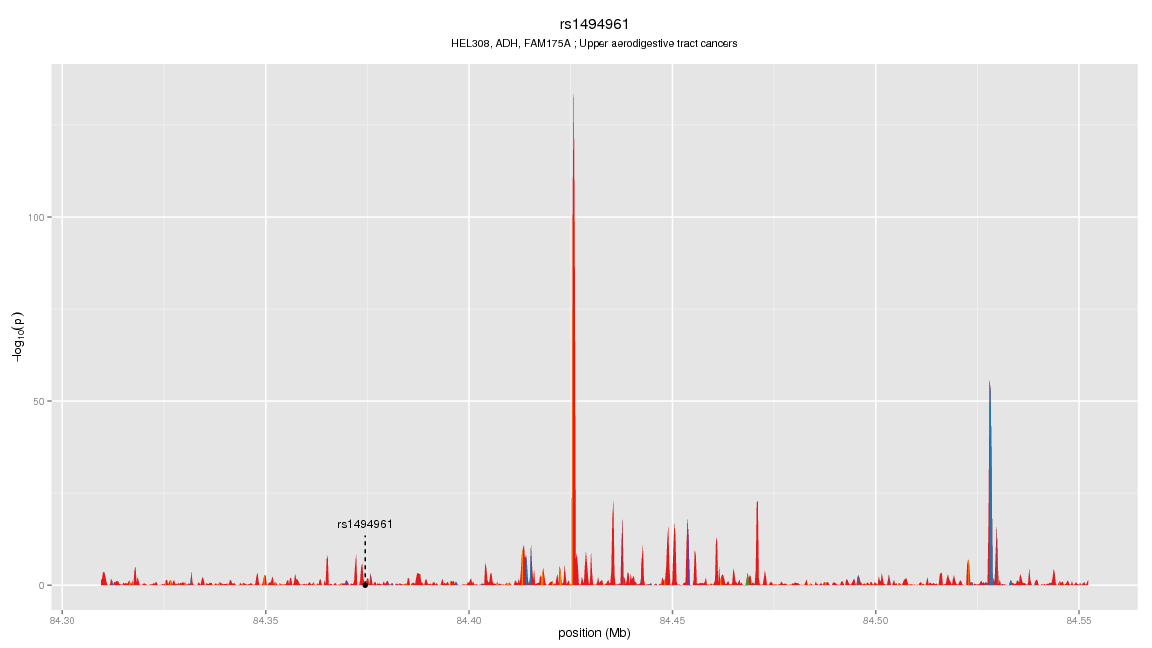 rs1494961
HEL308, ADH, FAM175A ; Upper aerodigestive tract cancers
−log10(p)
100
50
0
rs1494961
84.30 84.35 84.40 84.45 84.50 84.55
position (Mb)